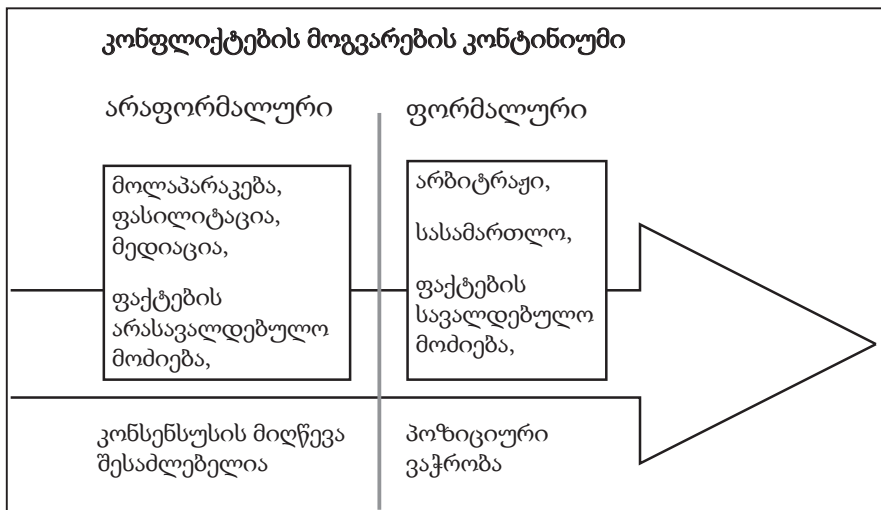 კონფლიქტების მოგვარების კონტინიუმი
არაფორმალური
ფორმალური
მოლაპარაკება,
ფასილიტაცია,
მედიაცია,
ფაქტების
არასავალდებულო
მოძიება,
არბიტრაჟი,
სასამართლო,
ფაქტების
სავალდებულო
მოძიება,
კონსენსუსის მიღწევა
შესაძლებელია
პოზიციური
ვაჭრობა